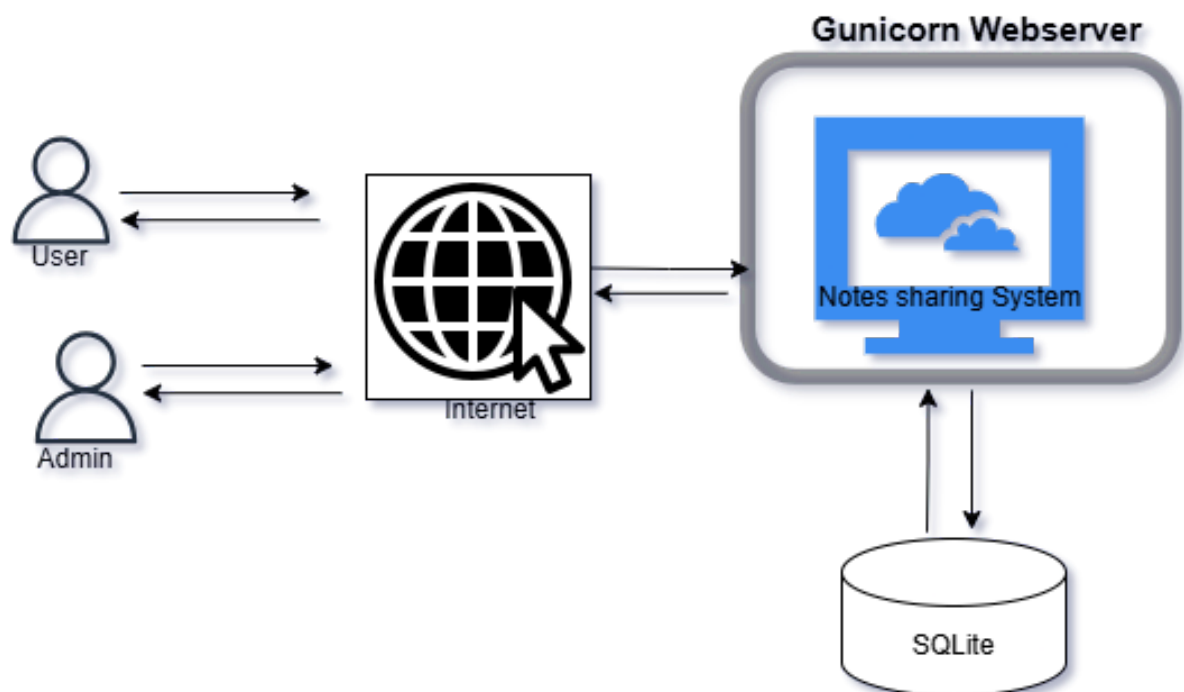 Gunicorn Webserver
User
Notes sharing System
Internet
Admin
SQLite